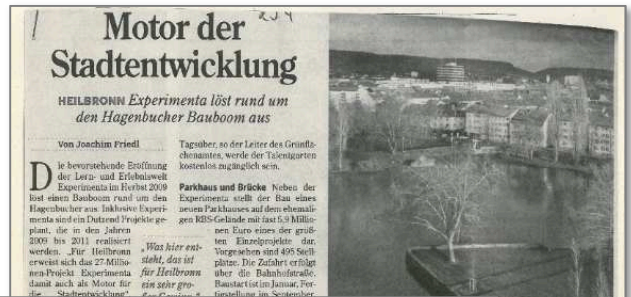 204
Motor der
Stadtentwicklung
HEILBRONN Experimenta löst rund um
den Hagenbucher Bauboom aus
Von Joachim Friedl
Die bevorstehende Eröffnung
der Lern- und Erlebniswelt
Experimenta im Herbst 2009
löst einen Bauboom rund um den
Hagenbucher aus. Inklusive Experi-
menta sind ein Dutzend Projekte ge-
plant, die in den Jahren
2009 bis 2011 realisiert
werden. „Für Heilbronn
erweist sich das 27-Millio-
nen-Projekt Experimenta
damit auch als Motor für
die Stadtentwicklung“
„Was hier ent-
steht, das ist
für Heilbronn
ein sehr gro-
Tagsüber, so der Leiter des Grünflä-
chenamtes, werde der Talentgarten
kostenlos zugänglich sein.
Parkhaus und Brücke Neben der
Experimenta stellt der Bau eines
neuen Parkhauses auf dem ehemali-
gen RBS-Gelände mit fast 5,9 Millio-
nen Euro eines der größ-
ten Einzelprojekte dar.
Vorgesehen sind 495 Stell-
plätze. Die Zufahrt erfolgt
über die Bahnhofstraße.
Baustart ist im Januar, Fer-
tigstellung im September